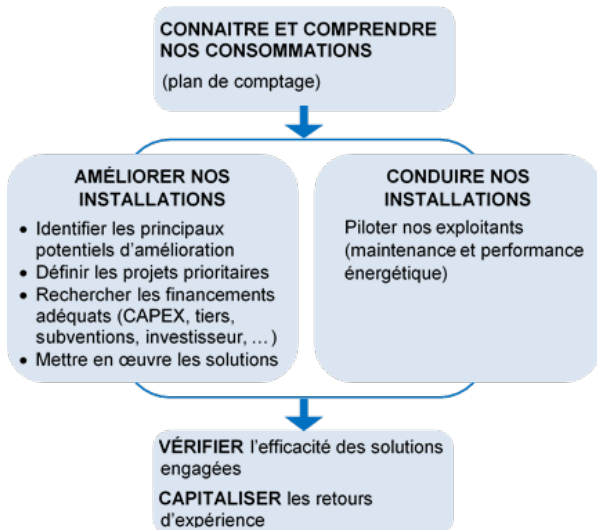 CONNAITRE ET COMPRENDRE
NOS CONSOMMATIONS
(plan de comptage)
AMÉLIORER NOS
INSTALLATIONS
• Identifier les principaux
potentiels d'amélioration
• Définir les projets prioritaires
• Rechercher les financements
adéquats (CAPEX, tiers,
subventions, investisseur, ... )
• Mettre en œuvre les solutions
CONDUIRE NOS
INSTALLATIONS
Piloter nos exploitants
(maintenance et performance
énergétique)
VÉRIFIER l'efficacité des solutions
engagées
CAPITALISER les retours
d'expérience